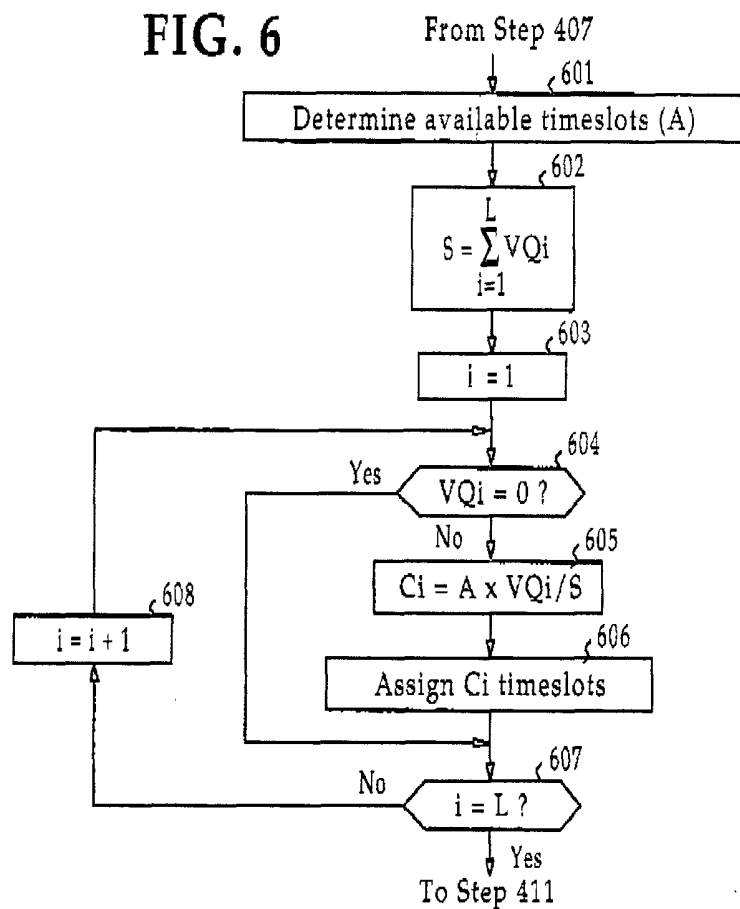 FIG. 6
From Step 407
601
Determine available timeslots (A)
602
L
S = ∑ VQi
i=1
603
i = 1
604
Yes
VQi = 0 ?
No
605
Ci = A x VQi/S
608
i = i + 1
606
Assign Ci timeslots
607
No
i = L ?
Yes
To Step 411